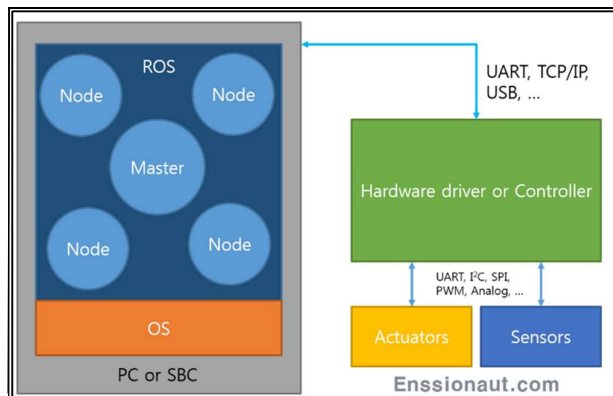 ROS
Node
Node
Master
Node
Node
OS
PC or SBC
UART, TCP/IP,
USB, ...
Hardware driver or Controller
UART, I²C, SPI,
PWM, Analog, ...
Actuators
Sensors
Enssionaut.com